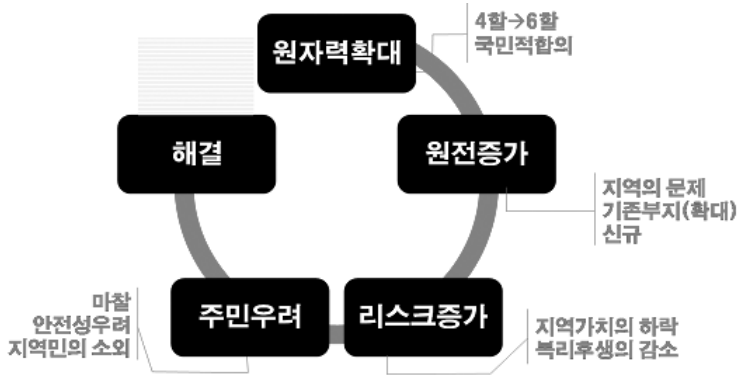 원자력확대
4할→6할
국민적합의
해결
원전증가
지역의 문제
기존부지(확대)
신규
주민우려
리스크증가
마찰
안전성우려
지역민의 소외
지역가치의 하락
복리후생의 감소